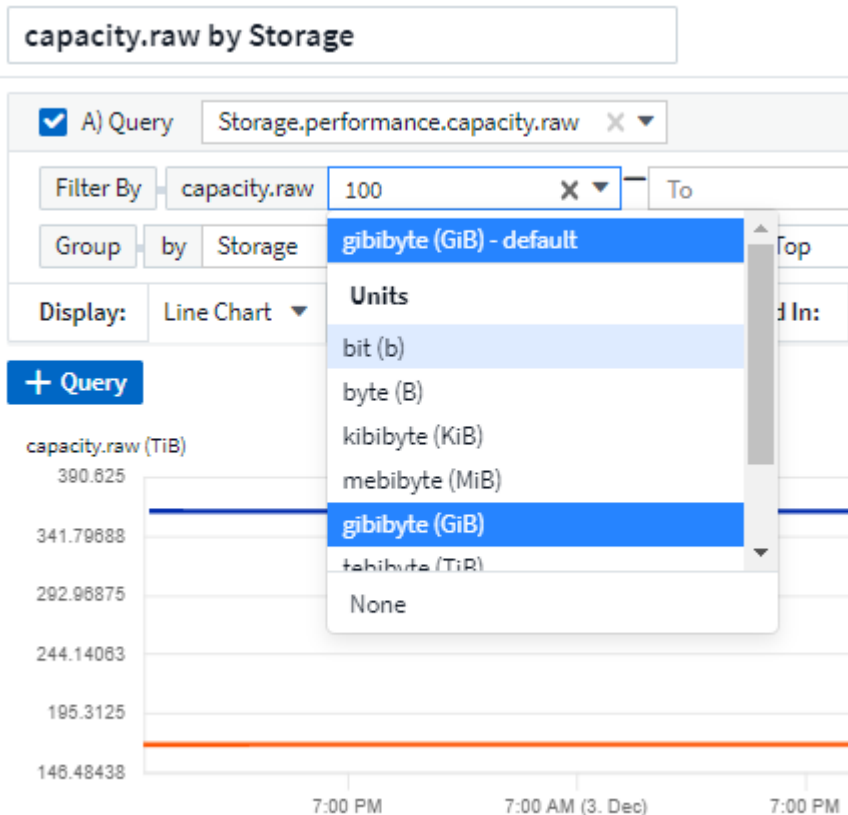 capacity.raw by Storage
A) Query Storage.performance.capacity.raw
Filter By capacity.raw 100 To
Group by Storage Top
gibibyte (GiB) - default
Units
Display: Line Chart d In:
bit (b)
byte (B)
+ Query
kibibyte (KiB)
mebibyte (MiB)
gibibyte (GiB)
tebibyte (TiB)
None
capacity.raw (TiB)
390.625
341.79688
292.96875
244.14063
195.3125
146.48438
7:00 PM 7:00 AM (3. Dec) 7:00 PM